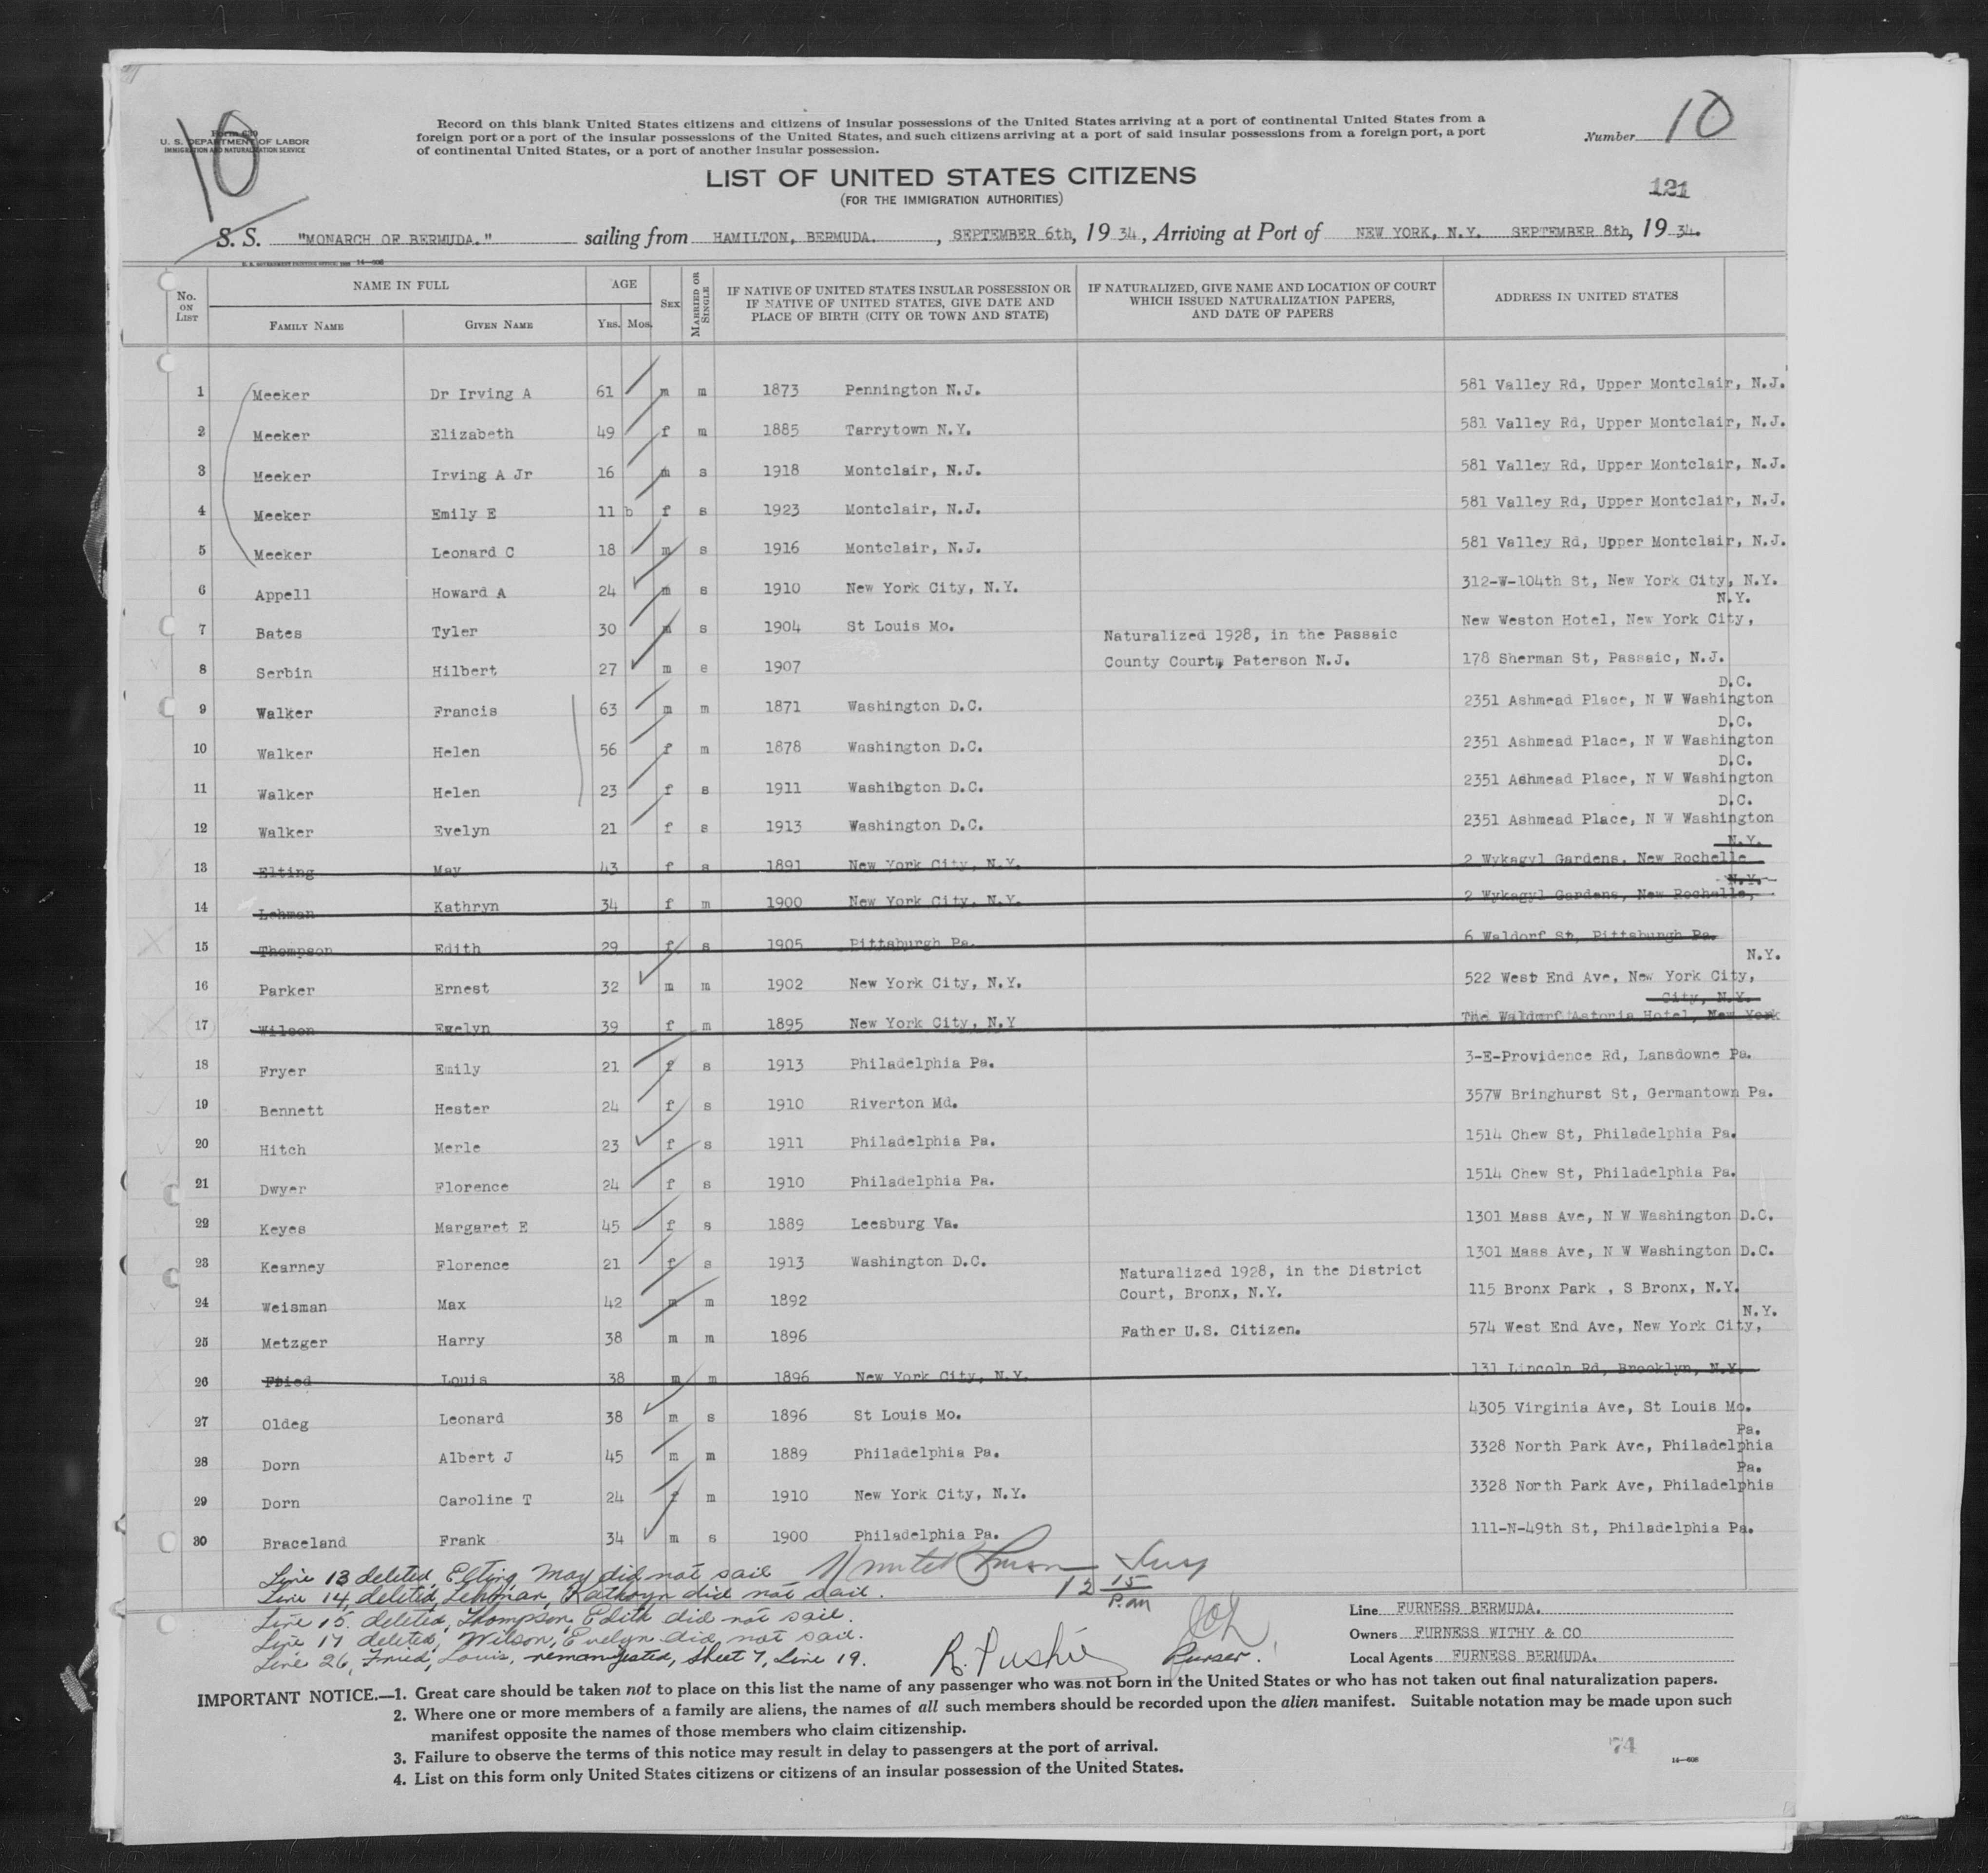 10
Form 630
U. S. DEPARTMENT OF LABOR
IMMIGRATION AND NATURALIZATION SERVICE
Record on this blank United States citizens and citizens of insular possessions of the United States arriving at a port of continental United States from a
foreign port or a port of the insular possessions of the United States, and such citizens arriving at a port of said insular possessions from a foreign port, a port
of continental United States, or a port of another insular possession.
Number 10
LIST OF UNITED STATES CITIZENS
(FOR THE IMMIGRATION AUTHORITIES)
121
S. S. "MONARCH OF BERMUDA." sailing from HAMILTON, BERMUDA. , SEPTEMBER 6th, 19 34, Arriving at Port of NEW YORK, N.Y. SEPTEMBER 8th, 19 34.
14—606
No. ON LIST NAME IN FULL AGE SEX MARRIED OR SINGLE IF NATIVE OF UNITED STATES INSULAR POSSESSION OR IF NATIVE OF UNITED STATES, GIVE DATE AND PLACE OF BIRTH (CITY OR TOWN AND STATE) IF NATURALIZED, GIVE NAME AND LOCATION OF COURT WHICH ISSUED NATURALIZATION PAPERS, AND DATE OF PAPERS ADDRESS IN UNITED STATES
FAMILY NAME GIVEN NAME YRS. MOS.
1 Meeker Dr Irving A 61 m m 1873 Pennington N.J. 581 Valley Rd, Upper Montclair, N.J.
2 Meeker Elizabeth 49 f m 1885 Tarrytown N.Y. 581 Valley Rd, Upper Montclair, N.J.
3 Meeker Irving A Jr 16 m s 1918 Montclair, N.J. 581 Valley Rd, Upper Montclair, N.J.
4 Meeker Emily E 11 b f s 1923 Montclair, N.J. 581 Valley Rd, Upper Montclair, N.J.
5 Meeker Leonard C 18 m s 1916 Montclair, N.J. 581 Valley Rd, Upper Montclair, N.J.
6 Appell Howard A 24 m s 1910 New York City, N.Y. 312-W-104th St, New York City, N.Y.
N.Y.
7 Bates Tyler 30 m s 1904 St Louis Mo. New Weston Hotel, New York City,
Naturalized 1928, in the Passaic
8 Serbin Hilbert 27 m e 1907 County Court, Paterson N.J. 178 Sherman St, Passaic, N.J.
D.C.
9 Walker Francis 63 m m 1871 Washington D.C. 2351 Ashmead Place, N W Washington
D.C.
10 Walker Helen 56 f m 1878 Washington D.C. 2351 Ashmead Place, N W Washington
D.C.
11 Walker Helen 23 f s 1911 Washibgton D.C. 2351 Ashmead Place, N W Washington
D.C.
12 Walker Evelyn 21 f s 1913 Washington D.C. 2351 Ashmead Place, N W Washington
N.Y.
13 Elting May 43 f s 1891 New York City, N.Y. 2 Wykagyl Gardens, New Rochelle
N.Y.
14 Lehman Kathryn 34 f m 1900 New York City, N.Y. 2 Wykagyl Gardens, New Rochelle,
15 Thompson Edith 29 f s 1905 Pittsburgh Pa. 6 Waldorf St, Pittsburgh Pa.
N.Y.
16 Parker Ernest 32 m m 1902 New York City, N.Y. 522 West End Ave, New York City,
City, N.Y.
17 Wilson Evelyn 39 f m 1895 New York City, N.Y The Waldorf Astoria Hotel, New York
18 Fryer Emily 21 f s 1913 Philadelphia Pa. 3-E-Providence Rd, Lansdowne Pa.
19 Bennett Hester 24 f s 1910 Riverton Md. 357W Bringhurst St, Germantown Pa.
20 Hitch Merle 23 f s 1911 Philadelphia Pa. 1514 Chew St, Philadelphia Pa.
21 Dwyer Florence 24 f s 1910 Philadelphia Pa. 1514 Chew St, Philadelphia Pa.
22 Keyes Margaret E 45 f s 1889 Leesburg Va. 1301 Mass Ave, N W Washington D.C.
23 Kearney Florence 21 f s 1913 Washington D.C. 1301 Mass Ave, N W Washington D.C.
Naturalized 1928, in the District
24 Weisman Max 42 m m 1892 Court, Bronx, N.Y. 115 Bronx Park , S Bronx, N.Y.
N.Y.
25 Metzger Harry 38 m m 1896 Father U.S. Citizen. 574 West End Ave, New York City,
26 Fried Louis 38 m m 1896 New York City, N.Y. 131 Lincoln Rd, Brooklyn, N.Y.
27 Oldeg Leonard 38 m s 1896 St Louis Mo. 4305 Virginia Ave, St Louis Mo.
Pa.
28 Dorn Albert J 45 m m 1889 Philadelphia Pa. 3328 North Park Ave, Philadelphia
Pa.
29 Dorn Caroline T 24 f m 1910 New York City, N.Y. 3328 North Park Ave, Philadelphia
30 Braceland Frank 34 m s 1900 Philadelphia Pa. 111-N-49th St, Philadelphia Pa.
Line 13 deleted, Elting, May did not sail
Line 14, deleted, Lehman, Kathryn did not sail.
12 15 P.M
Line 15. deleted, Thompson, Edith did not sail.
Line 17 deleted, Wilson, Evelyn did not sail.
Line 26, Fried, Louis, remanifested, Sheet 7, Line 19.
Purser.
Line FURNESS BERMUDA.
Owners FURNESS WITHY & CO
Local Agents FURNESS BERMUDA.
IMPORTANT NOTICE.—1. Great care should be taken not to place on this list the name of any passenger who was not born in the United States or who has not taken out final naturalization papers.
2. Where one or more members of a family are aliens, the names of all such members should be recorded upon the alien manifest. Suitable notation may be made upon such
manifest opposite the names of those members who claim citizenship.
3. Failure to observe the terms of this notice may result in delay to passengers at the port of arrival.
4. List on this form only United States citizens or citizens of an insular possession of the United States.
74
14—606